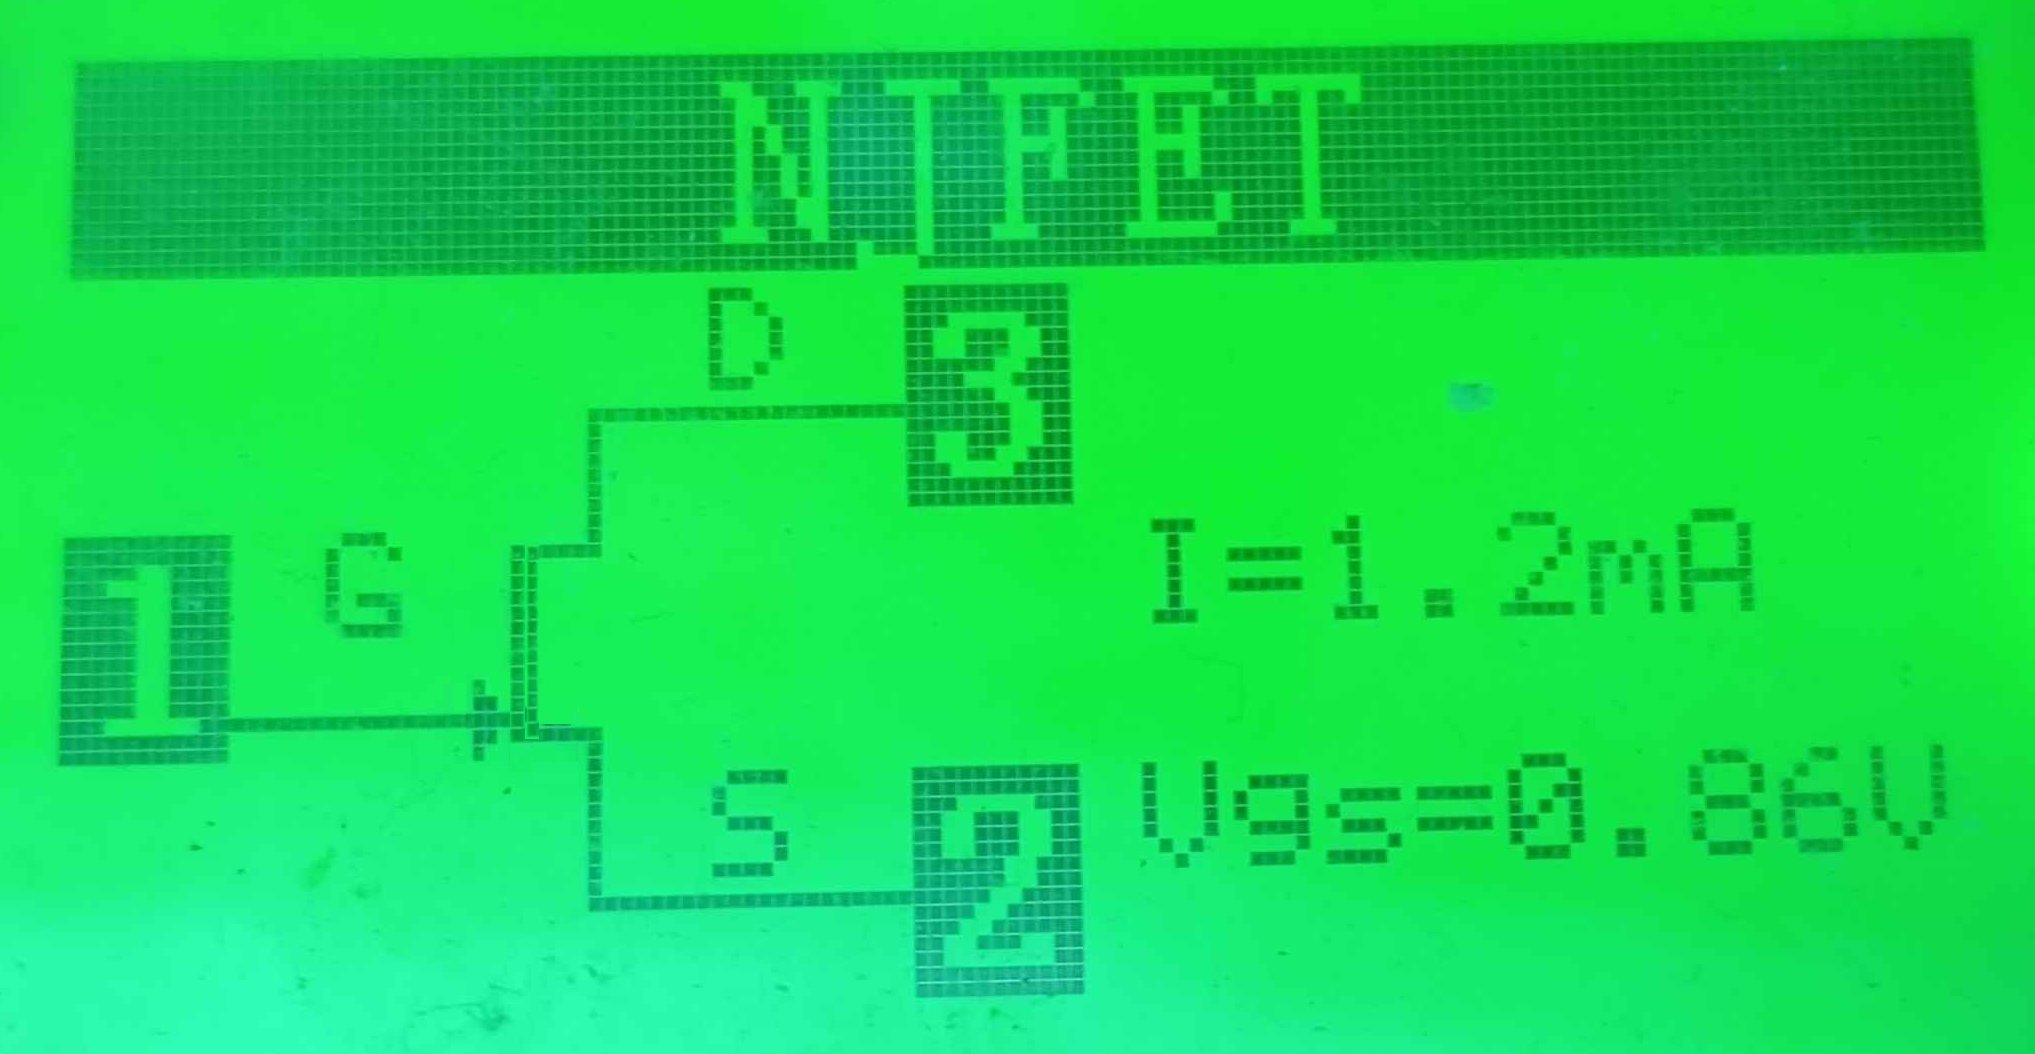 NJFET
D 3
1 G
I=1.2mA
S 2
Vgs=0.86V